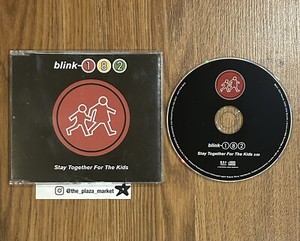 blink-182
Stay Together For The Kids
@the_plaza_market
blink-182
Stay Together For The Kids